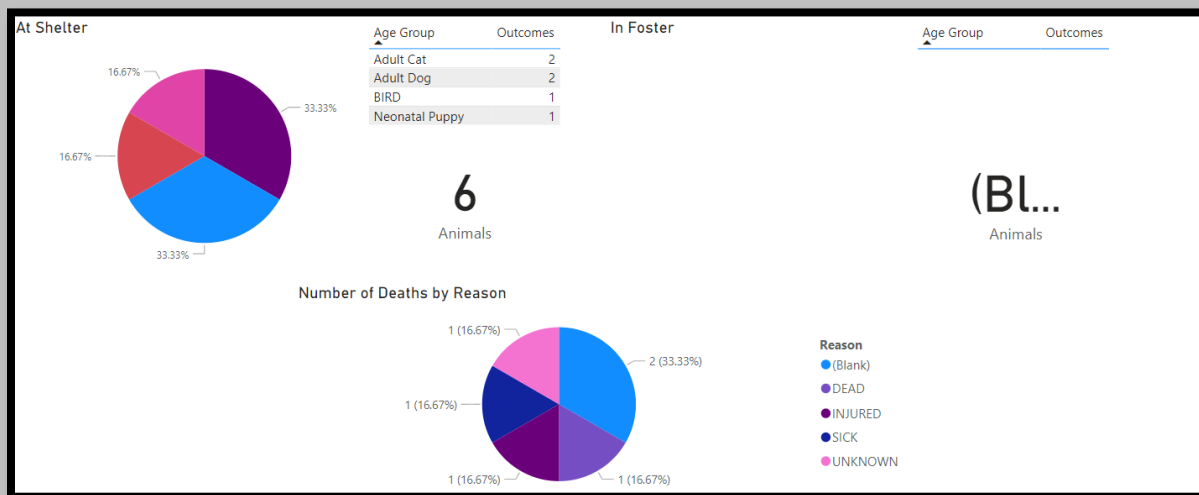 At Shelter
Age Group Outcomes
Adult Cat 2
Adult Dog 2
BIRD 1
Neonatal Puppy 1
16.67%
33.33%
16.67%
33.33%
6
Animals
In Foster
Age Group Outcomes
(Bl...
Animals
Number of Deaths by Reason
1 (16.67%)
2 (33.33%)
1 (16.67%)
1 (16.67%)
1 (16.67%)
Reason
(Blank)
DEAD
INJURED
SICK
UNKNOWN